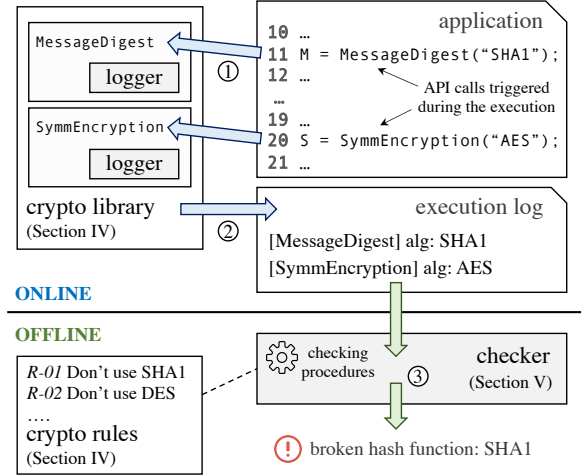 application
10 …
11 M = MessageDigest(“SHA1”);
12 …
API calls triggered
during the execution
…
19 …
20 S = SymmEncryption(“AES”);
21 …
MessageDigest
logger
①
SymmEncryption
logger
crypto library
(Section IV)
②
execution log
[MessageDigest] alg: SHA1
[SymmEncryption] alg: AES
ONLINE
OFFLINE
R-01 Don’t use SHA1
R-02 Don’t use DES
....
crypto rules
(Section IV)
checking
procedures
③
checker
(Section V)
! broken hash function: SHA1